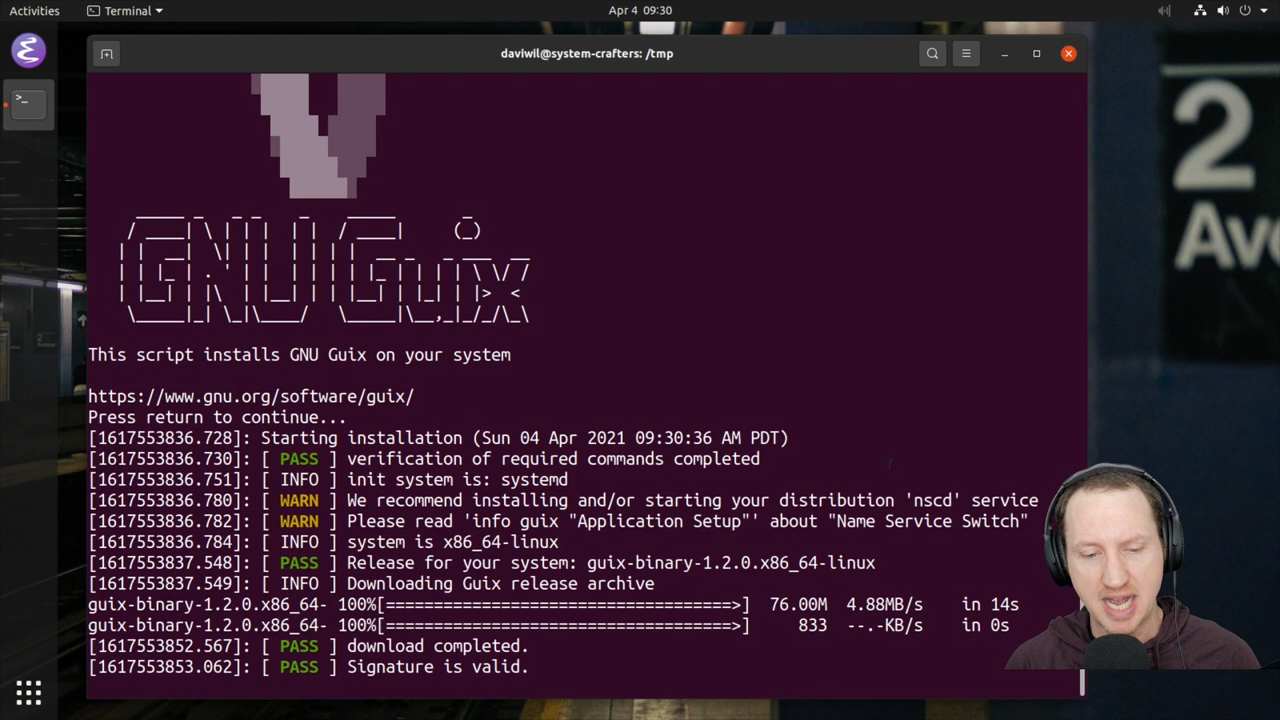 Activities
Terminal
Apr 4 09:30
daviwil@system-crafters: /tmp
GNU Guix
This script installs GNU Guix on your system
https://www.gnu.org/software/guix/
Press return to continue...
[1617553836.728]: Starting installation (Sun 04 Apr 2021 09:30:36 AM PDT)
[1617553836.730]: [ PASS ] verification of required commands completed
[1617553836.751]: [ INFO ] init system is: systemd
[1617553836.780]: [ WARN ] We recommend installing and/or starting your distribution 'nscd' service
[1617553836.782]: [ WARN ] Please read 'info guix "Application Setup"' about "Name Service Switch"
[1617553836.784]: [ INFO ] system is x86_64-linux
[1617553837.548]: [ PASS ] Release for your system: guix-binary-1.2.0.x86_64-linux
[1617553837.549]: [ INFO ] Downloading Guix release archive
guix-binary-1.2.0.x86_64- 100%[====================================>] 76.00M 4.88MB/s in 14s
guix-binary-1.2.0.x86_64- 100%[====================================>] 833 --.-KB/s in 0s
[1617553852.567]: [ PASS ] download completed.
[1617553853.062]: [ PASS ] Signature is valid.
2
Ave